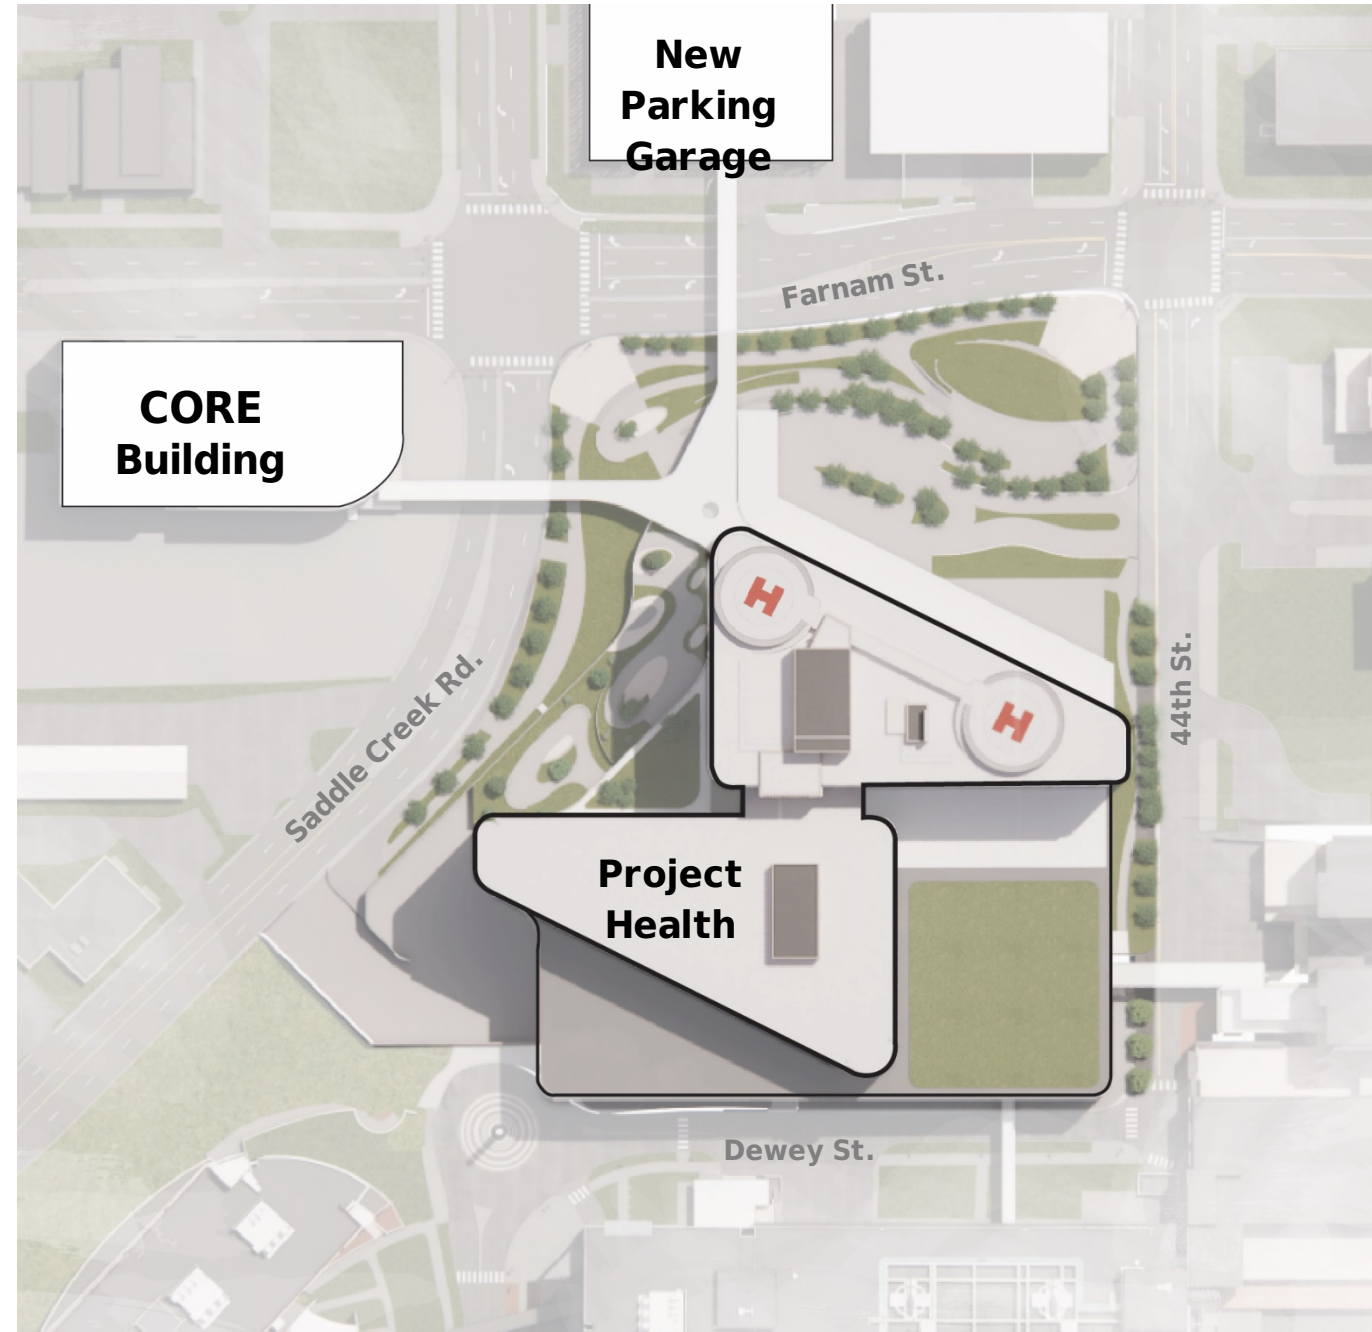 New
Parking
Garage
Farnam St.
CORE
Building
H
H
44th St.
Saddle Creek Rd.
Project
Health
Dewey St.